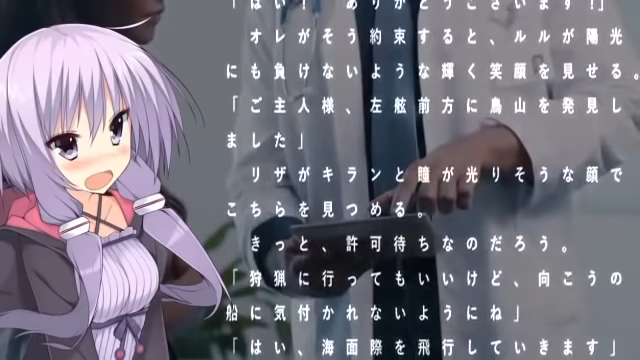 「はい！　ありがとうございます！」
　オレがそう約束すると、ルルが陽光
にも負けないような輝く笑顔を見せる。
「ご主人様、左舷前方に鳥山を発見し
ました」
　リザがキランと瞳が光りそうな顔で
こちらを見つめる。
　きっと、許可待ちなのだろう。
「狩猟に行ってもいいけど、向こうの
船に気付かれないようにね」
「はい、海面際を飛行していきます」